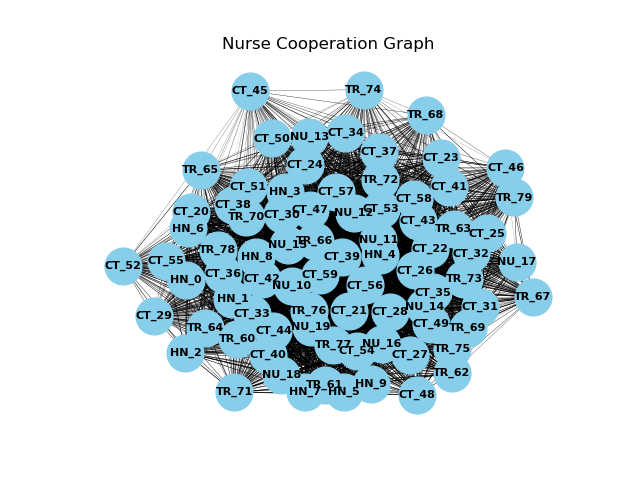 Nurse Cooperation Graph
CT_45
TR_74
TR_68
CT_34
NU_13
CT_50
CT_37
CT_23
CT_24
CT_46
TR_65
TR_72
CT_51
CT_41
HN_3
CT_57
TR_79
CT_58
CT_38
CT_20
CT_47
CT_53
NU_12
CT_30
TR_70
CT_43
HN_6
TR_63
CT_25
NU_11
TR_66
NU_15
TR_78
CT_22
CT_32
HN_4
CT_39
HN_8
CT_55
NU_17
CT_52
CT_26
CT_36
CT_59
CT_42
HN_0
TR_73
NU_10
CT_56
CT_35
TR_67
HN_1
CT_31
NU_14
TR_76
CT_21
CT_28
CT_33
CT_29
CT_49
NU_19
TR_64
TR_69
CT_44
TR_60
NU_16
TR_77
TR_75
CT_54
HN_2
CT_40
CT_27
TR_62
NU_18
HN_9
TR_61
TR_71
HN_7
HN_5
CT_48